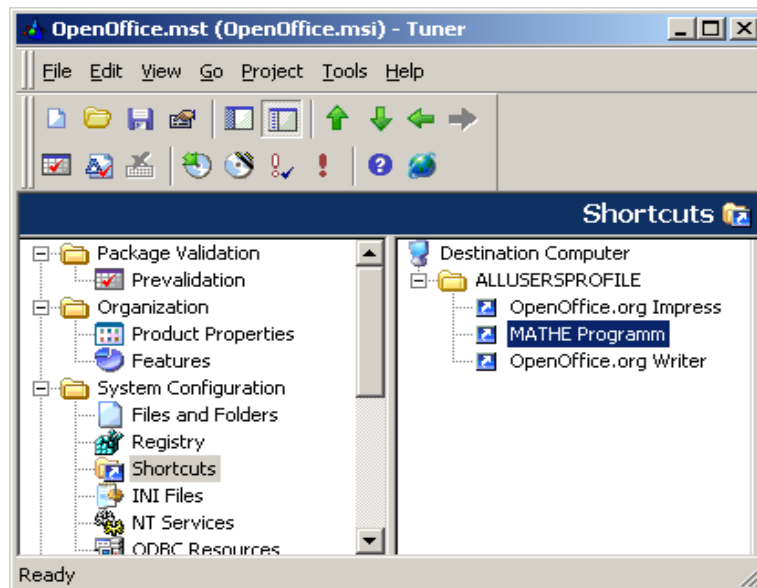 OpenOffice.mst (OpenOffice.msi) - Tuner
File Edit View Go Project Tools Help
Shortcuts
Package Validation
Prevalidation
Organization
Product Properties
Features
System Configuration
Files and Folders
Registry
Shortcuts
INI Files
NT Services
ODBC Resources
Destination Computer
ALLUSERSPROFILE
OpenOffice.org Impress
MATHE Programm
OpenOffice.org Writer
Ready